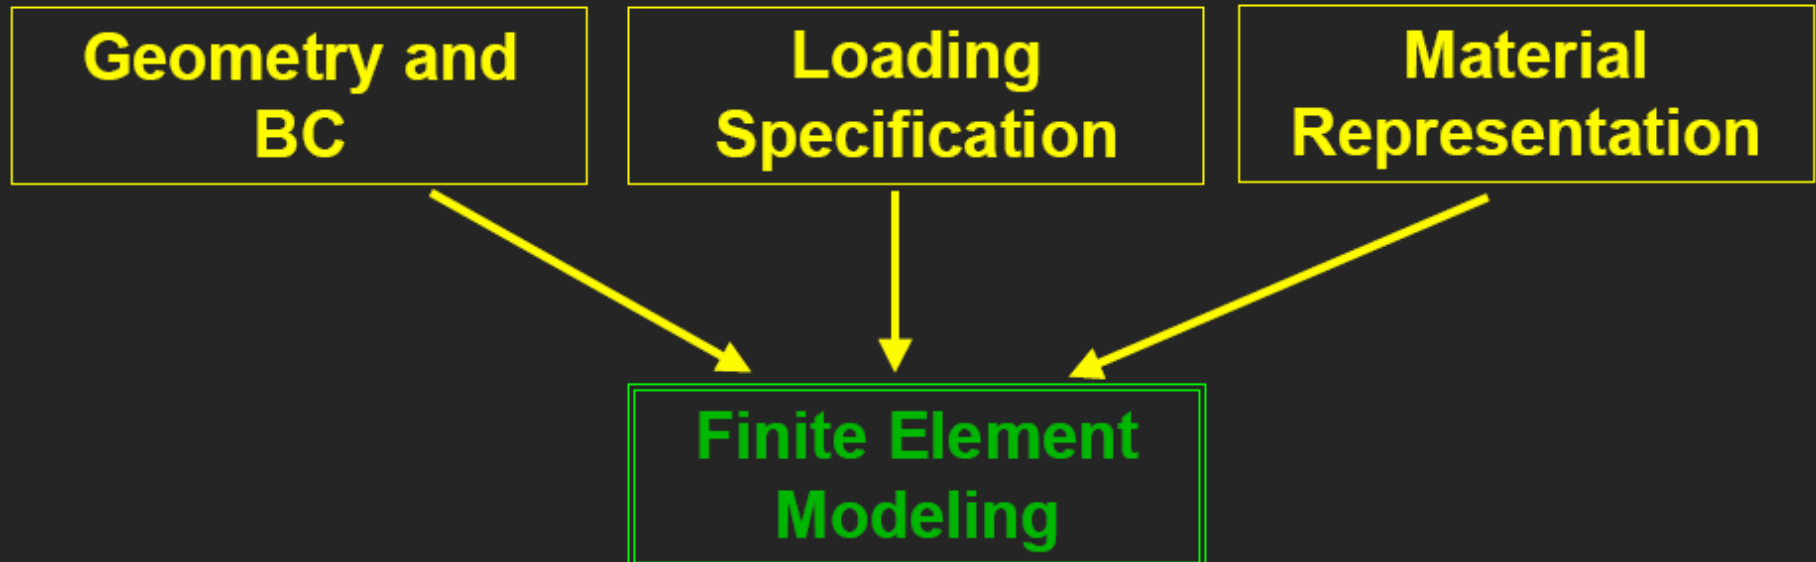 Geometry and
BC
Loading
Specification
Material
Representation
Finite Element
Modeling